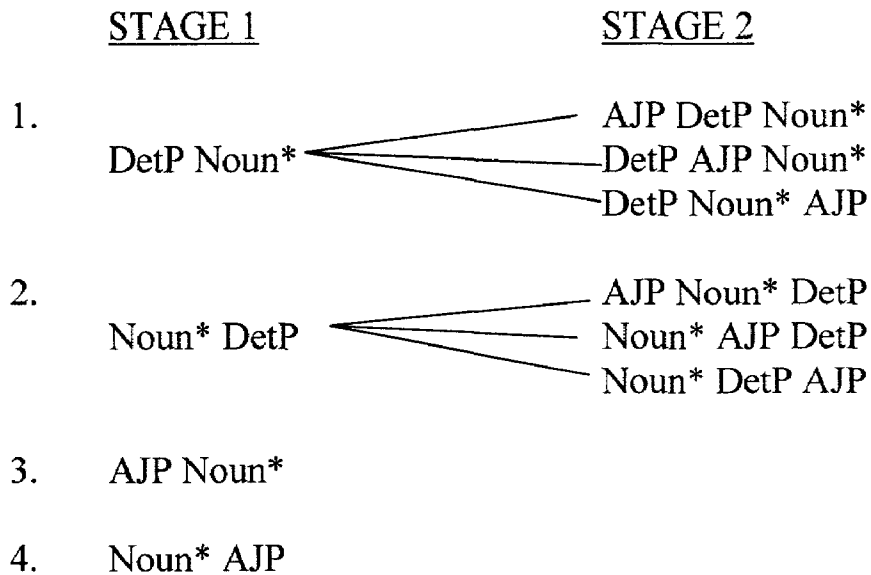 STAGE 1 STAGE 2
1. AJP DetP Noun*
DetP Noun* DetP AJP Noun*
DetP Noun* AJP
2. AJP Noun* DetP
Noun* DetP Noun* AJP DetP
Noun* DetP AJP
3. AJP Noun*
4. Noun* AJP